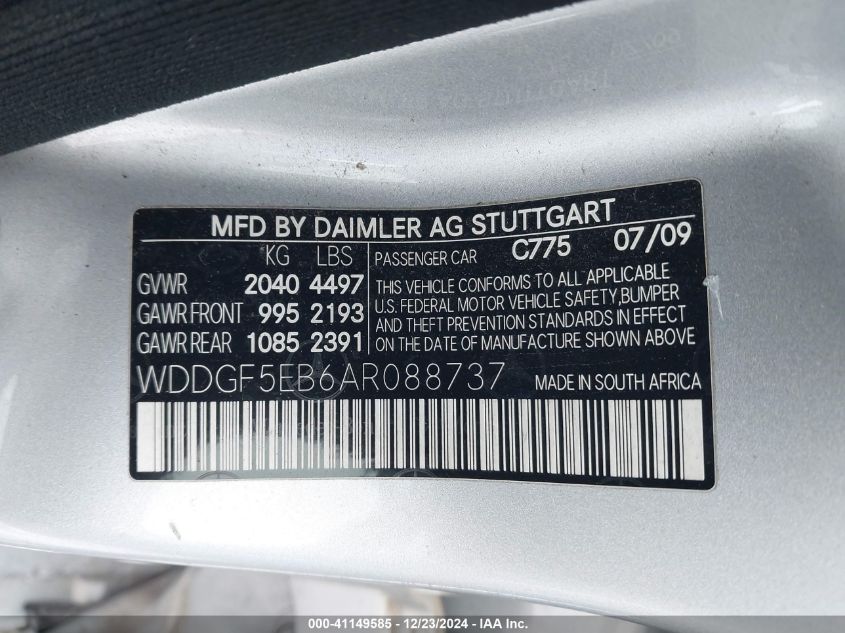 MFD BY DAIMLER AG STUTTGART
KG LBS
GVWR 2040 4497
GAWR FRONT 995 2193
GAWR REAR 1085 2391
PASSENGER CAR C775 07/09
THIS VEHICLE CONFORMS TO ALL APPLICABLE
U.S. FEDERAL MOTOR VEHICLE SAFETY,BUMPER
AND THEFT PREVENTION STANDARDS IN EFFECT
ON THE DATE OF MANUFACTURE SHOWN ABOVE
WDDGF5EB6AR088737 MADE IN SOUTH AFRICA
000-41149585 - 12/23/2024 - IAA Inc.